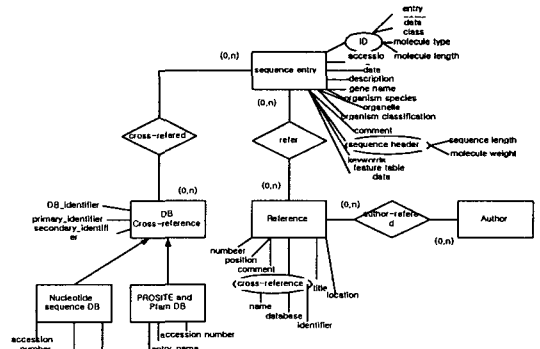 entry
data
class
ID
molecule type
molecule length
(0,n)
accessio
sequence entry
date
description
gene name
(0,n)
organism species
organelle
organism classification
comment
cross-refered
refer
sequence header
sequence length
molecule weight
keywords
feature table
data
(0,n)
(0,n)
DB_identifier
primary_identifier
secondary_identifi
er
DB
Cross-reference
Reference
(0,n)
author-refere
d
Author
(0,n)
numbeer
position
comment
cross-reference
title
location
name
database
identifier
Nucleotide
sequence DB
PROSITE and
Pfam DB
accession
number
accession number
entry name